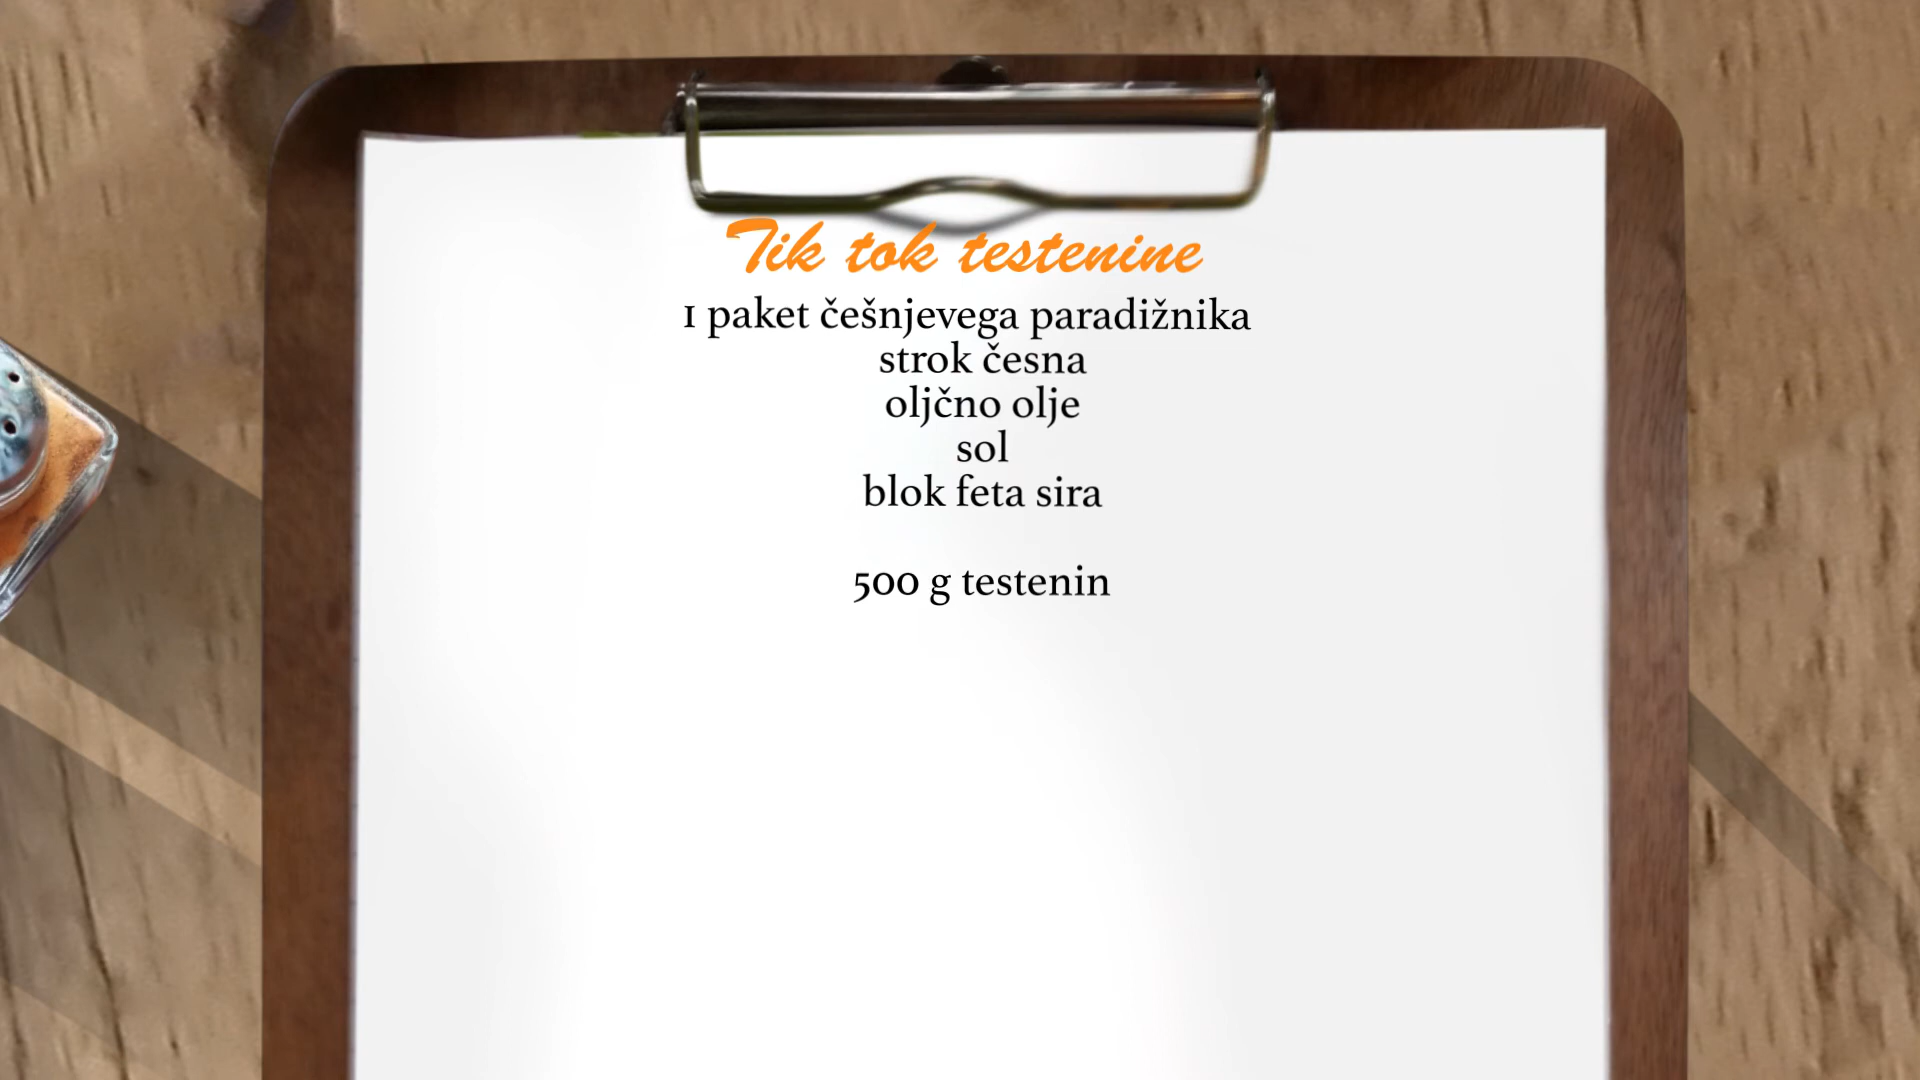 Tik tok testenine
1 paket češnjevega paradižnika
strok česna
oljčno olje
sol
blok feta sira
500 g testenin